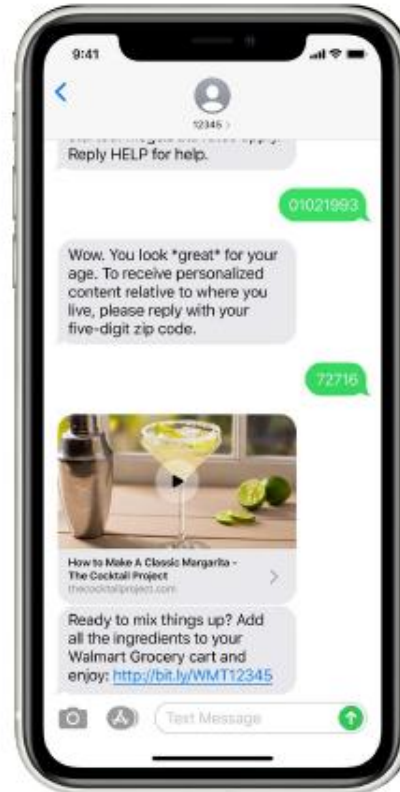 9:41
12345 >
Reply HELP for help.
01021993
Wow. You look *great* for your
age. To receive personalized
content relative to where you
live, please reply with your
five-digit zip code.
72716
How to Make A Classic Margarita -
The Cocktail Project
thecocktailproject.com
Ready to mix things up? Add
all the ingredients to your
Walmart Grocery cart and
enjoy: http://bit.ly/WMT12345
Text Message